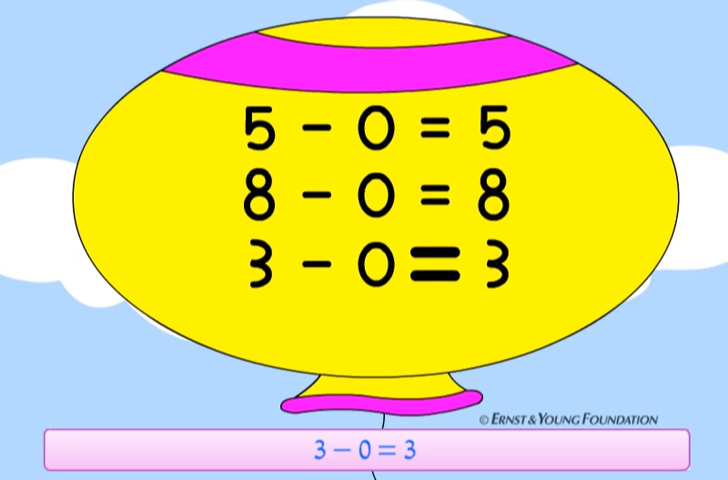 5 – 0 = 5
8 – 0 = 8
3 – 0 = 3
© ERNST & YOUNG FOUNDATION
3 – 0 = 3